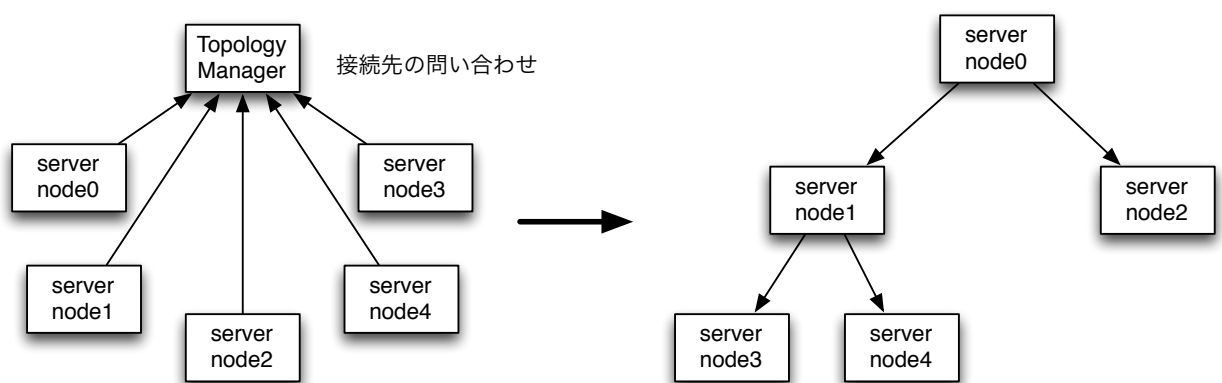 Topology
Manager
接続先の問い合わせ
server
node0
server
node3
server
node1
server
node4
server
node2
server
node0
server
node1
server
node2
server
node3
server
node4